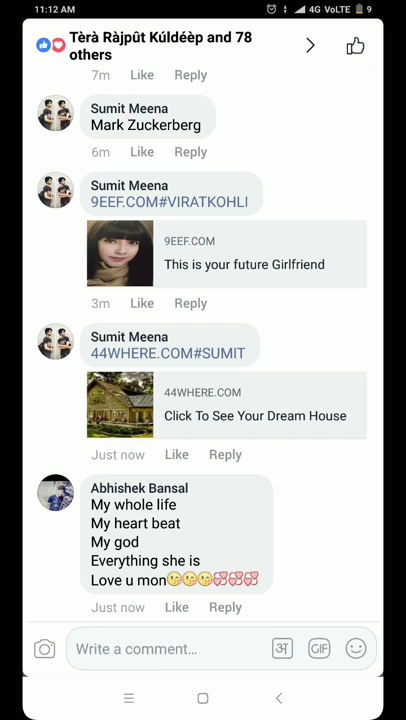 11:12 AM
4G VoLTE 9
Tèrà Ràjpût Kúldéèp and 78
others
7m Like Reply
Sumit Meena
Mark Zuckerberg
6m Like Reply
Sumit Meena
9EEF.COM#VIRATKOHLI
9EEF.COM
This is your future Girlfriend
3m Like Reply
Sumit Meena
44WHERE.COM#SUMIT
44WHERE.COM
Click To See Your Dream House
Just now Like Reply
Abhishek Bansal
My whole life
My heart beat
My god
Everything she is
Love u mon😘😘😘💞💞💞
Just now Like Reply
Write a comment...
अ GIF